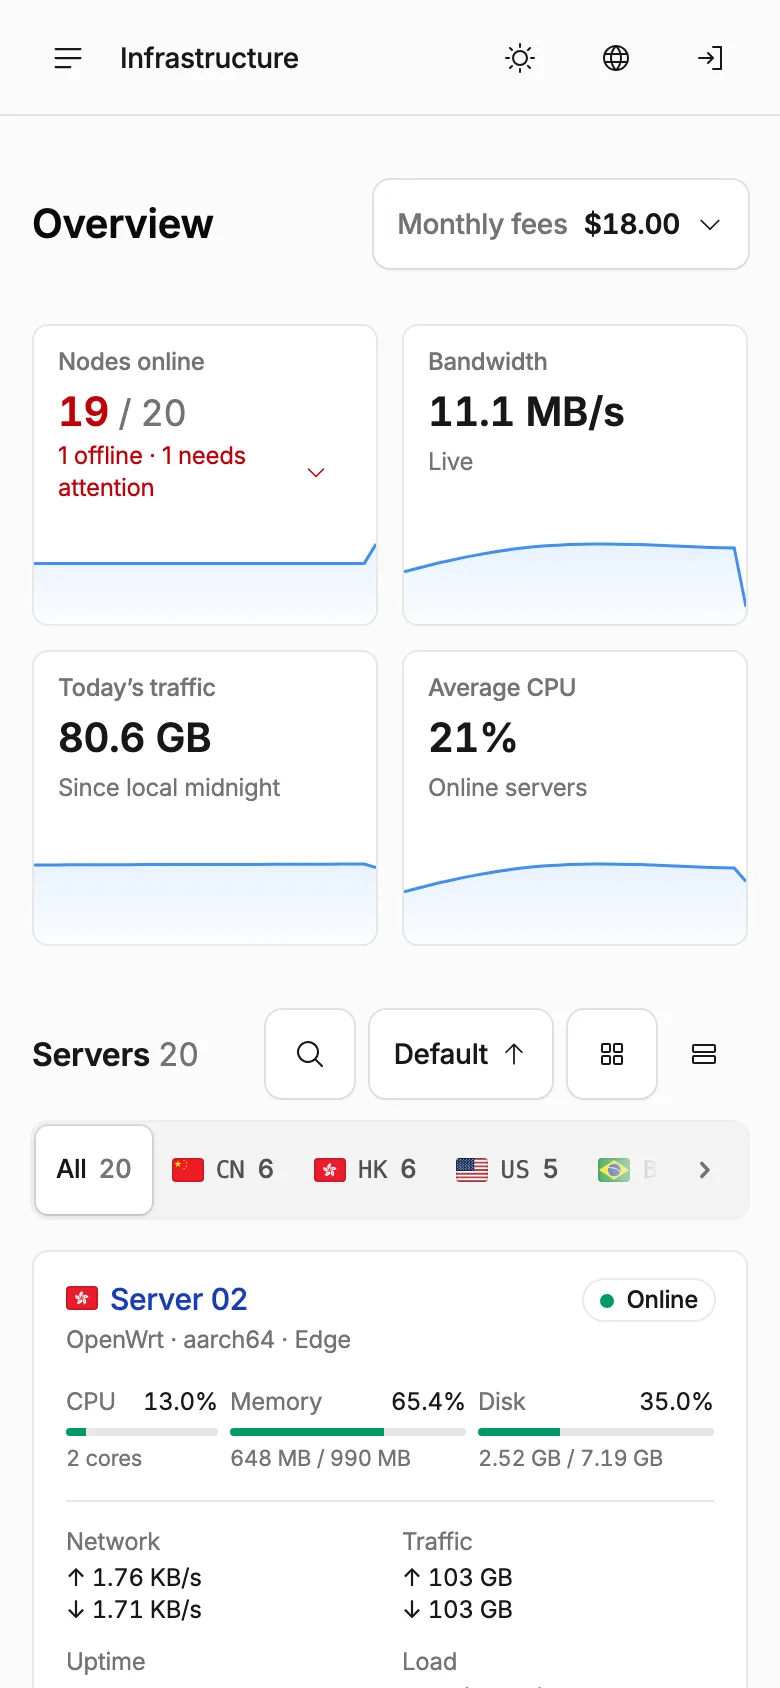 Infrastructure
Overview
Monthly fees $18.00
Nodes online
19 / 20
1 offline · 1 needs
attention
Bandwidth
11.1 MB/s
Live
Today’s traffic
80.6 GB
Since local midnight
Average CPU
21%
Online servers
Servers 20
Default ↑
All 20
CN 6
HK 6
US 5
Server 02
Online
OpenWrt · aarch64 · Edge
CPU 13.0%
Memory 65.4%
Disk 35.0%
2 cores
648 MB / 990 MB
2.52 GB / 7.19 GB
Network
↑ 1.76 KB/s
↓ 1.71 KB/s
Traffic
↑ 103 GB
↓ 103 GB
Uptime
Load